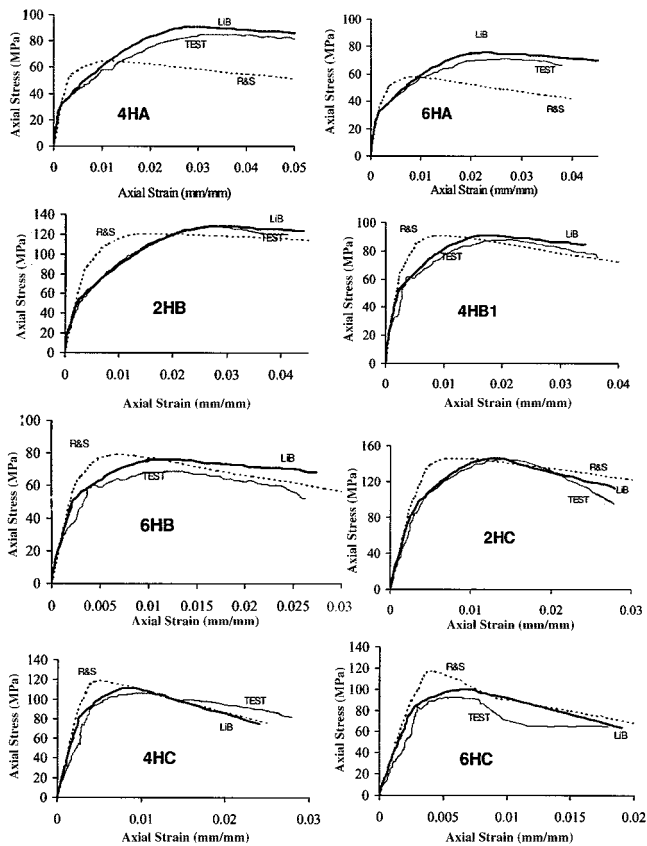 Axial Stress (MPa)
100
80
60
40
20
0
LiB
TEST
R&S
4HA
0 0.01 0.02 0.03 0.04 0.05
Axial Strain (mm/mm)
Axial Stress (MPa)
100
80
60
40
20
0
LiB
TEST
R&S
6HA
0 0.01 0.02 0.03 0.04
Axial Strain (mm/mm)
Axial Stress (MPa)
140
120
100
80
60
40
20
0
R&S
LiB
TEST
2HB
0 0.01 0.02 0.03 0.04
Axial Strain (mm/mm)
Axial Stress (MPa)
100
80
60
40
20
0
R&S
LiB
TEST
4HB1
0 0.01 0.02 0.03 0.04
Axial Strain (mm/mm)
Axial Stress (MPa)
100
80
60
40
20
0
R&S
LiB
TEST
6HB
0 0.005 0.01 0.015 0.02 0.025 0.03
Axial Strain (mm/mm)
Axial Stress (MPa)
160
120
80
40
0
R&S
LiB
TEST
2HC
0 0.01 0.02 0.03
Axial Strain (mm/mm)
Axial Stress (MPa)
140
120
100
80
60
40
20
0
R&S
TEST
LiB
4HC
0 0.01 0.02 0.03
Axial Strain (mm/mm)
Axial Stress (MPa)
140
120
100
80
60
40
20
0
R&S
TEST
LiB
6HC
0 0.005 0.01 0.015 0.02
Axial Strain (mm/mm)